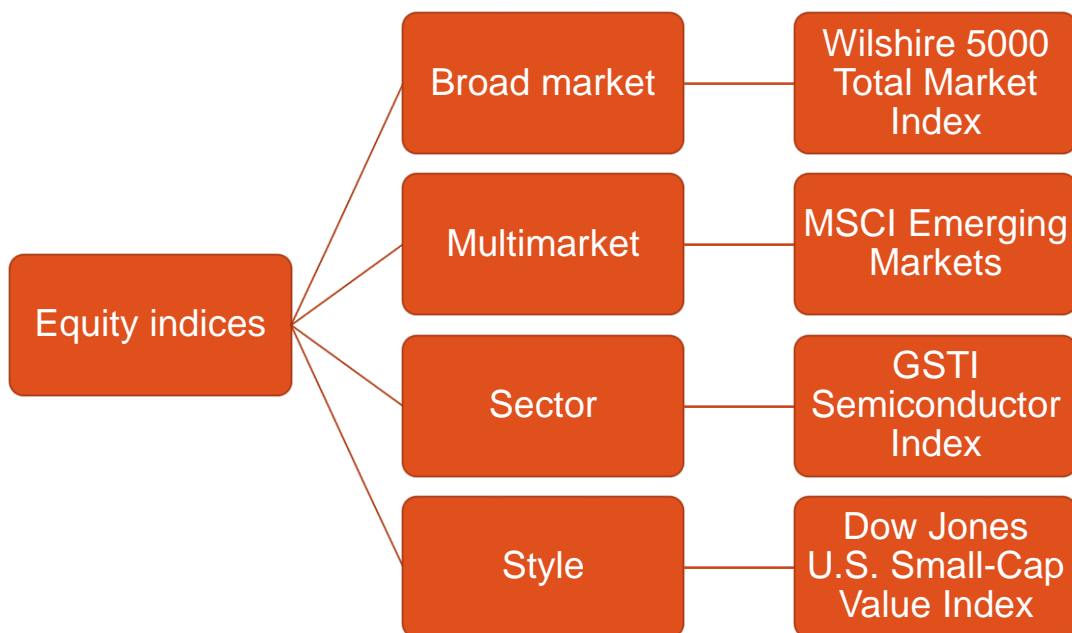 Equity indices
Broad market
Wilshire 5000
Total Market
Index
Multimarket
MSCI Emerging
Markets
Sector
GSTI
Semiconductor
Index
Style
Dow Jones
U.S. Small-Cap
Value Index